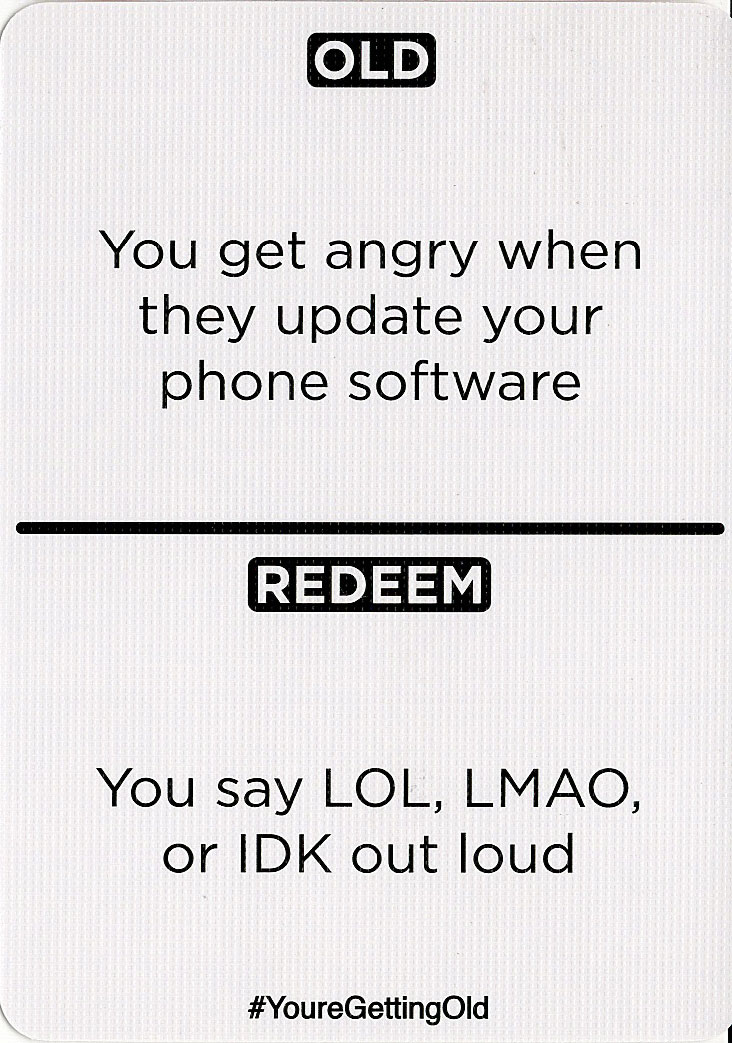 OLD
You get angry when
they update your
phone software
REDEEM
You say LOL, LMAO,
or IDK out loud
#YoureGettingOld